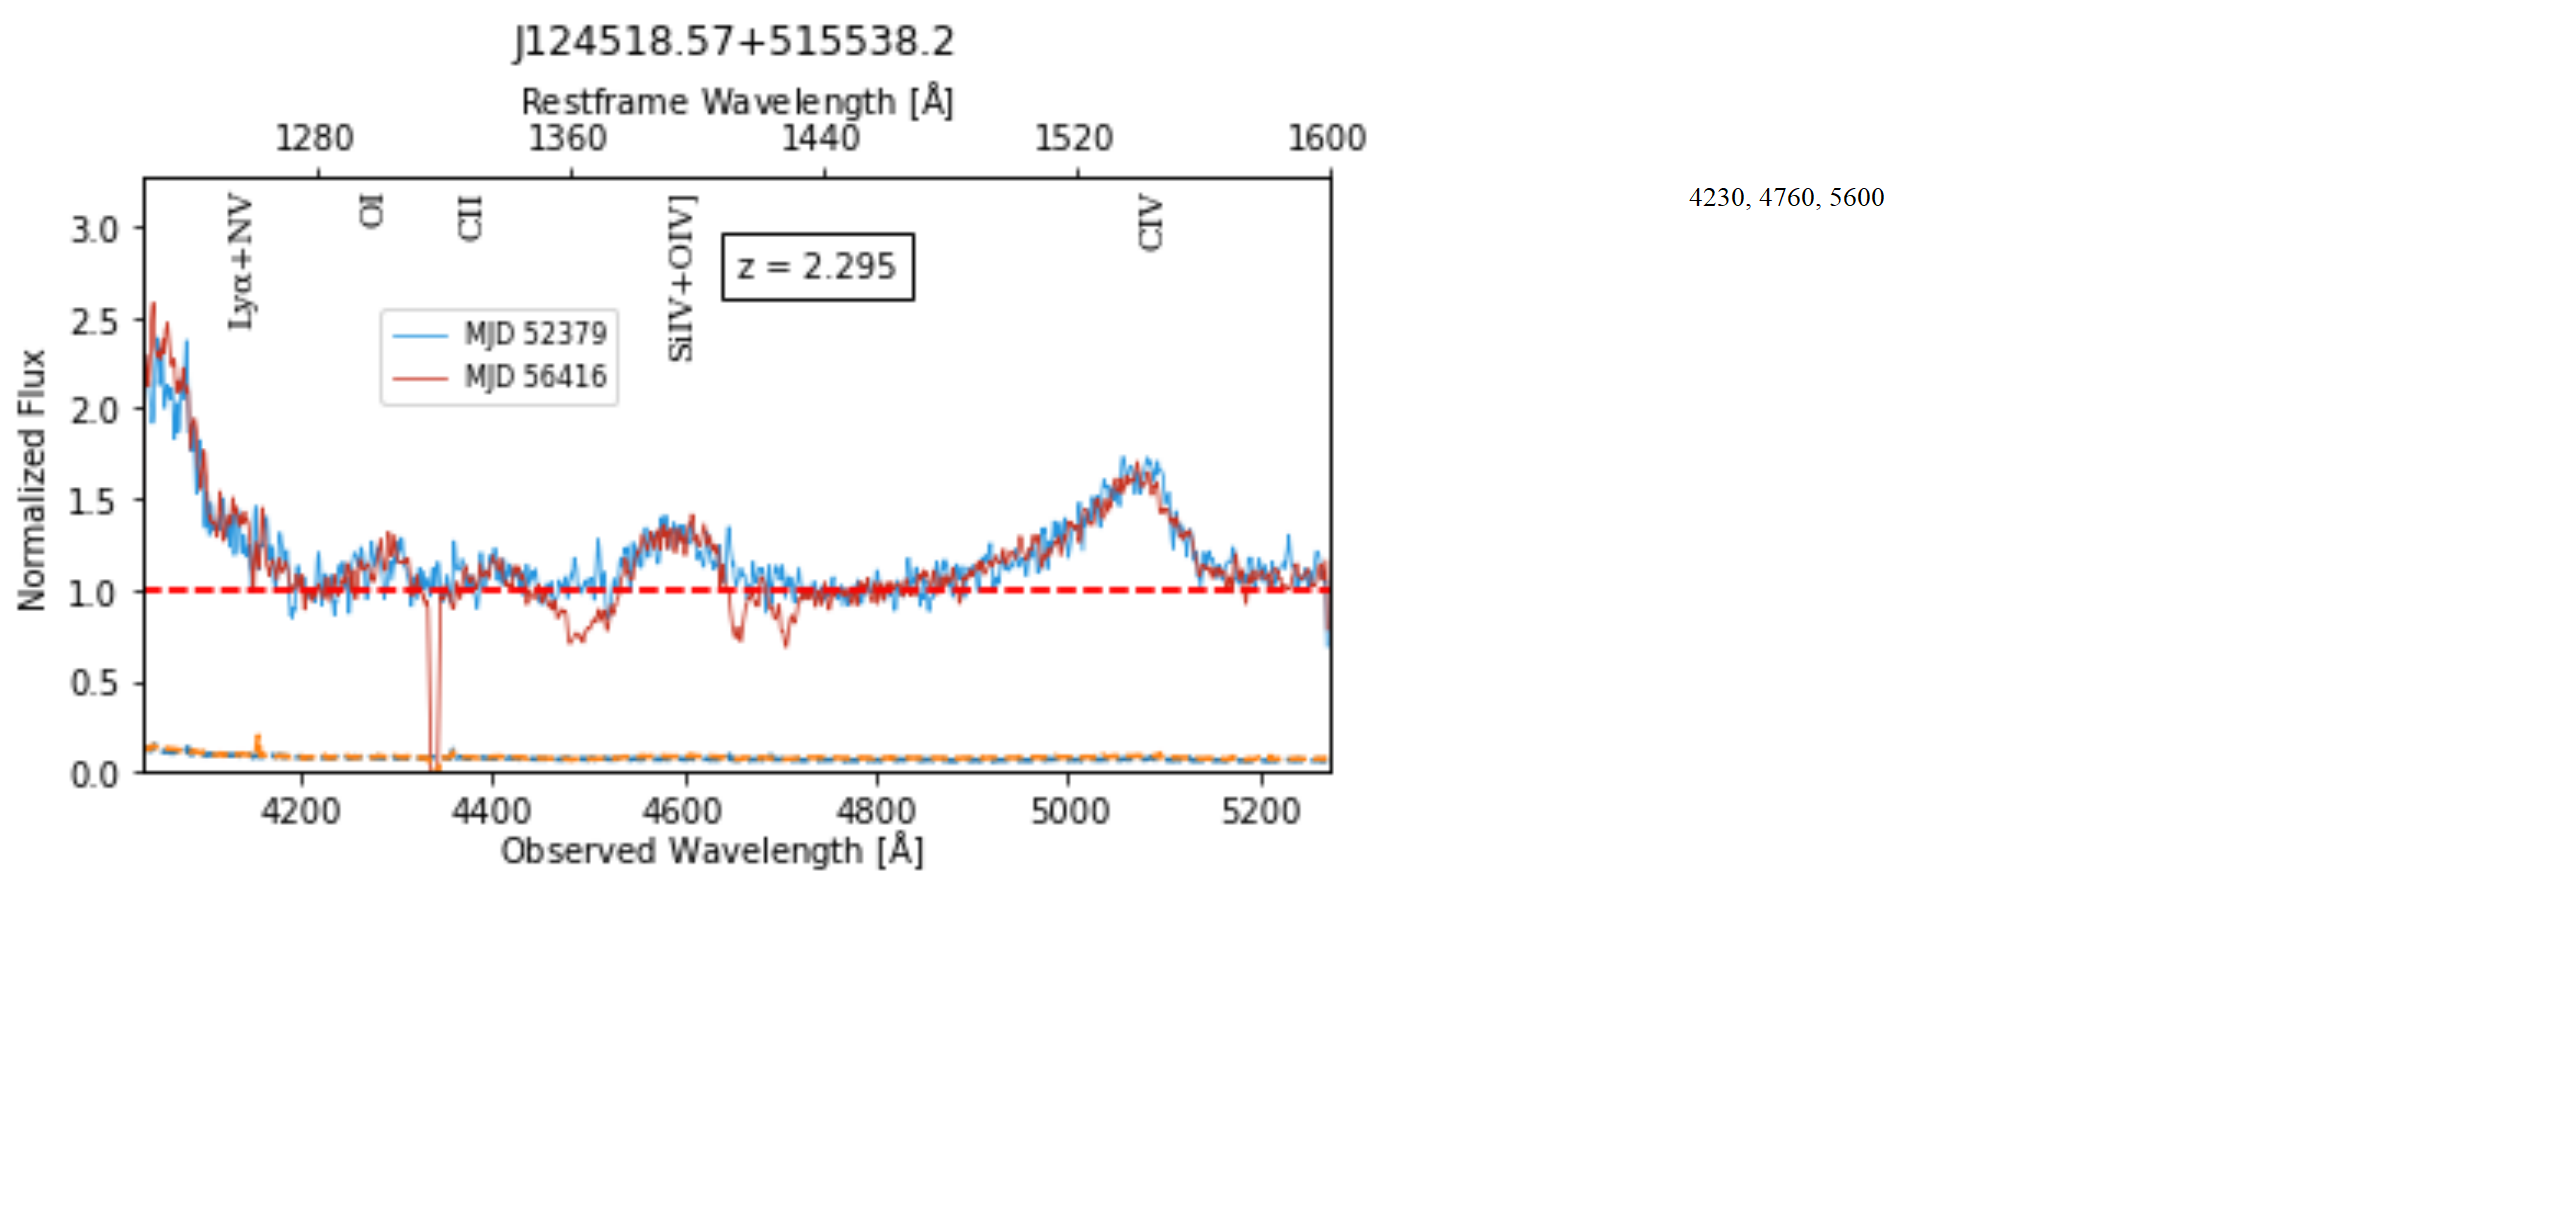 J124518.57+515538.2
Restframe Wavelength [Å]
1280 1360 1440 1520 1600
Lyα+NV
OI
CII
SiIV+OIV]
CIV
z = 2.295
MJD 52379
MJD 56416
Normalized Flux
3.0
2.5
2.0
1.5
1.0
0.5
0.0
4200 4400 4600 4800 5000 5200
Observed Wavelength [Å]
4230, 4760, 5600